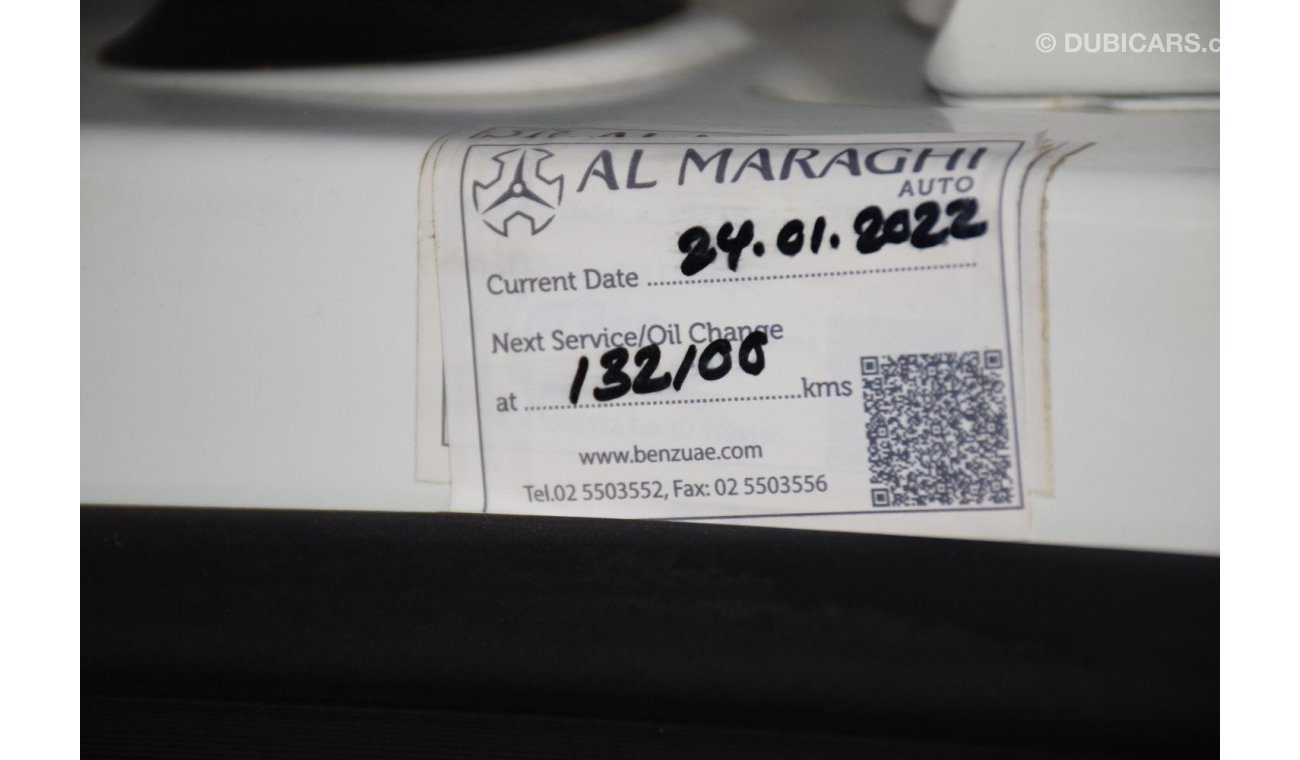 © DUBICARS.c
AL MARAGHI
AUTO
Current Date 24.01.2022
Next Service/Oil Change
at 132100 kms
www.benzuae.com
Tel.02 5503552, Fax: 02 5503556